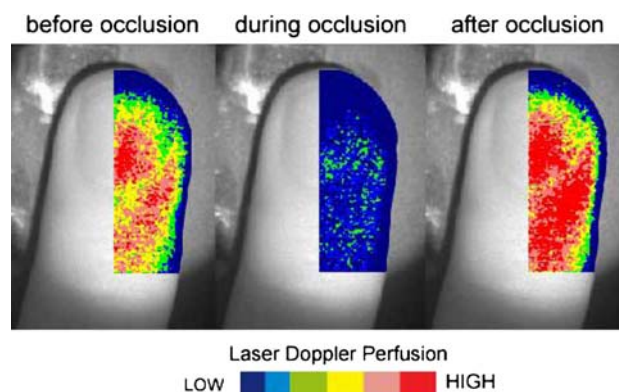 before occlusion
during occlusion
after occlusion
Laser Doppler Perfusion
LOW
HIGH